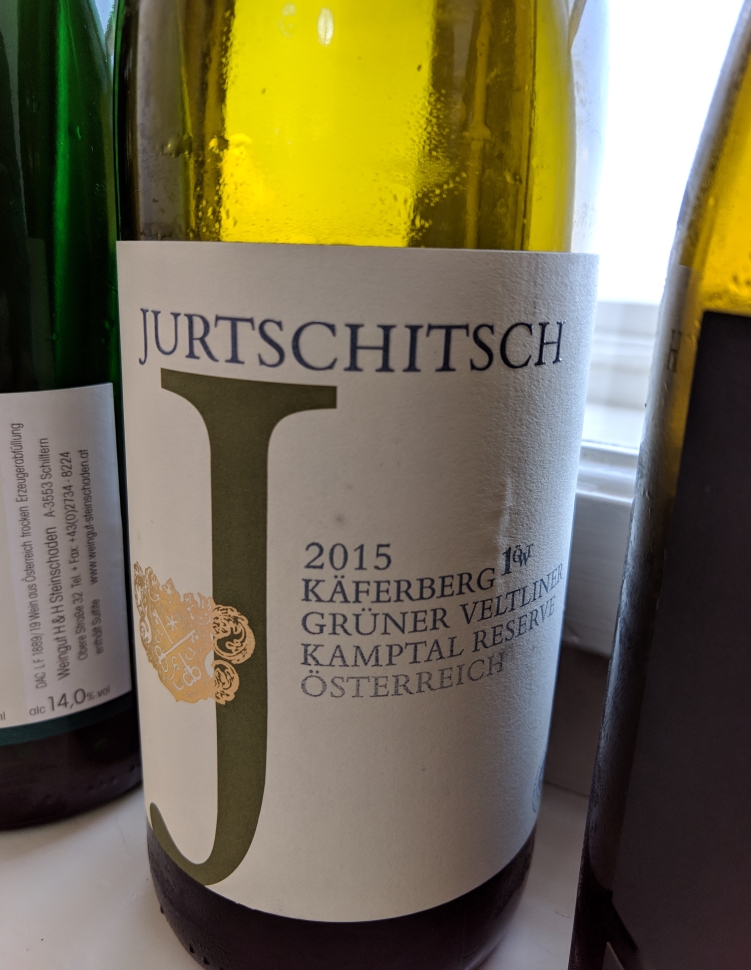 JURTSCHITSCH
J
2015
KÄFERBERG 1ÖW
GRÜNER VELTLINER
KAMPTAL RESERVE
ÖSTERREICH
DAC L F 1889/19 Wein aus Österreich trocken Erzeugerabfüllung
Weingut H & H Steinschaden A-3553 Schiltern
Obere Straße 32 Tel. + Fax +43(0)2734 - 8224
enthält Sulfite www.weingut-steinschaden.at
alc 14,0% vol
H